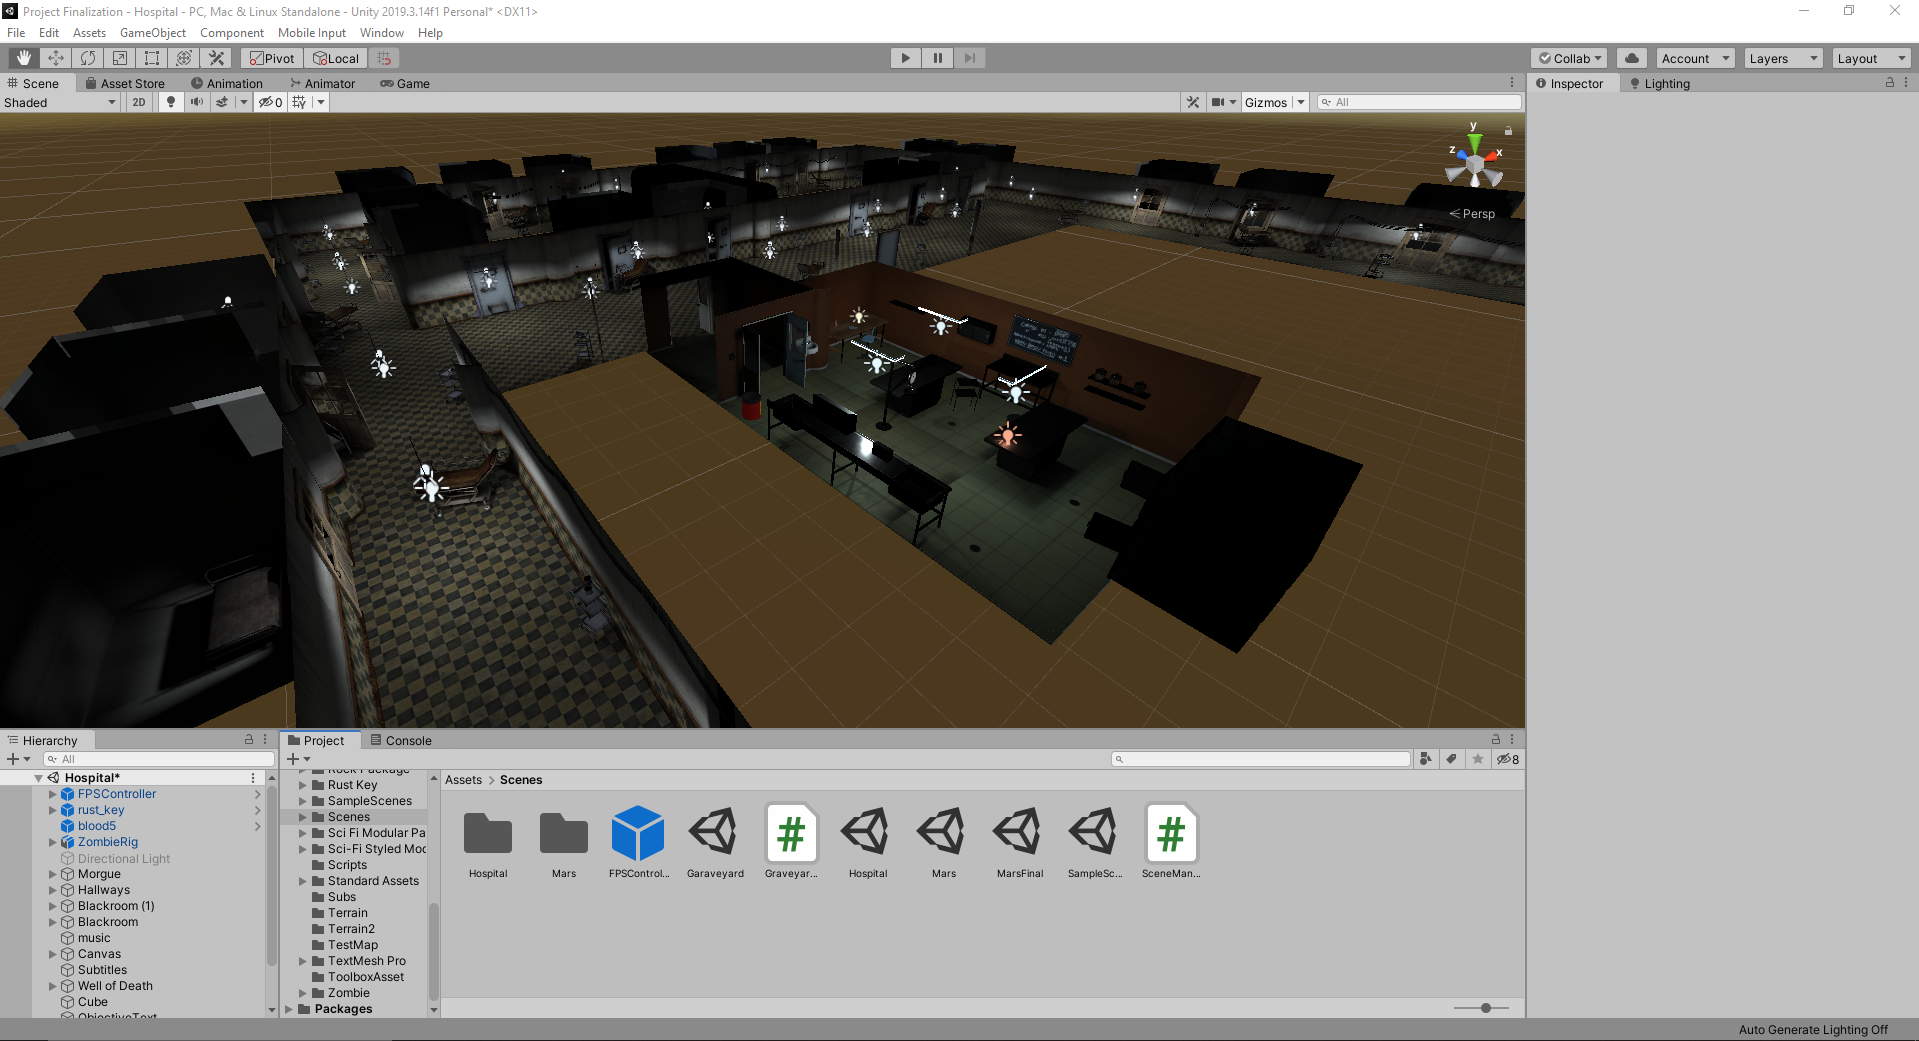 Project Finalization - Hospital - PC, Mac & Linux Standalone - Unity 2019.3.14f1 Personal* <DX11>
File Edit Assets GameObject Component Mobile Input Window Help
Pivot Local Collab Account Layers Layout
Scene Asset Store Animation Animator Game
Shaded 2D 0 Gizmos All
Inspector Lighting
y
z x
Persp
Hierarchy
All
Hospital*
FPSController
rust_key
blood5
ZombieRig
Directional Light
Morgue
Hallways
Blackroom (1)
Blackroom
music
Canvas
Subtitles
Well of Death
Cube
ObjectiveText
Project Console
8
Rock Package
Rust Key
SampleScenes
Scenes
Sci Fi Modular Pa
Sci-Fi Styled Moc
Scripts
Standard Assets
Subs
Terrain
Terrain2
TestMap
TextMesh Pro
ToolboxAsset
Zombie
Packages
Assets > Scenes
Hospital Mars FPSControl... Garaveyard Graveyar... Hospital Mars MarsFinal SampleSc... SceneMan...
Auto Generate Lighting Off